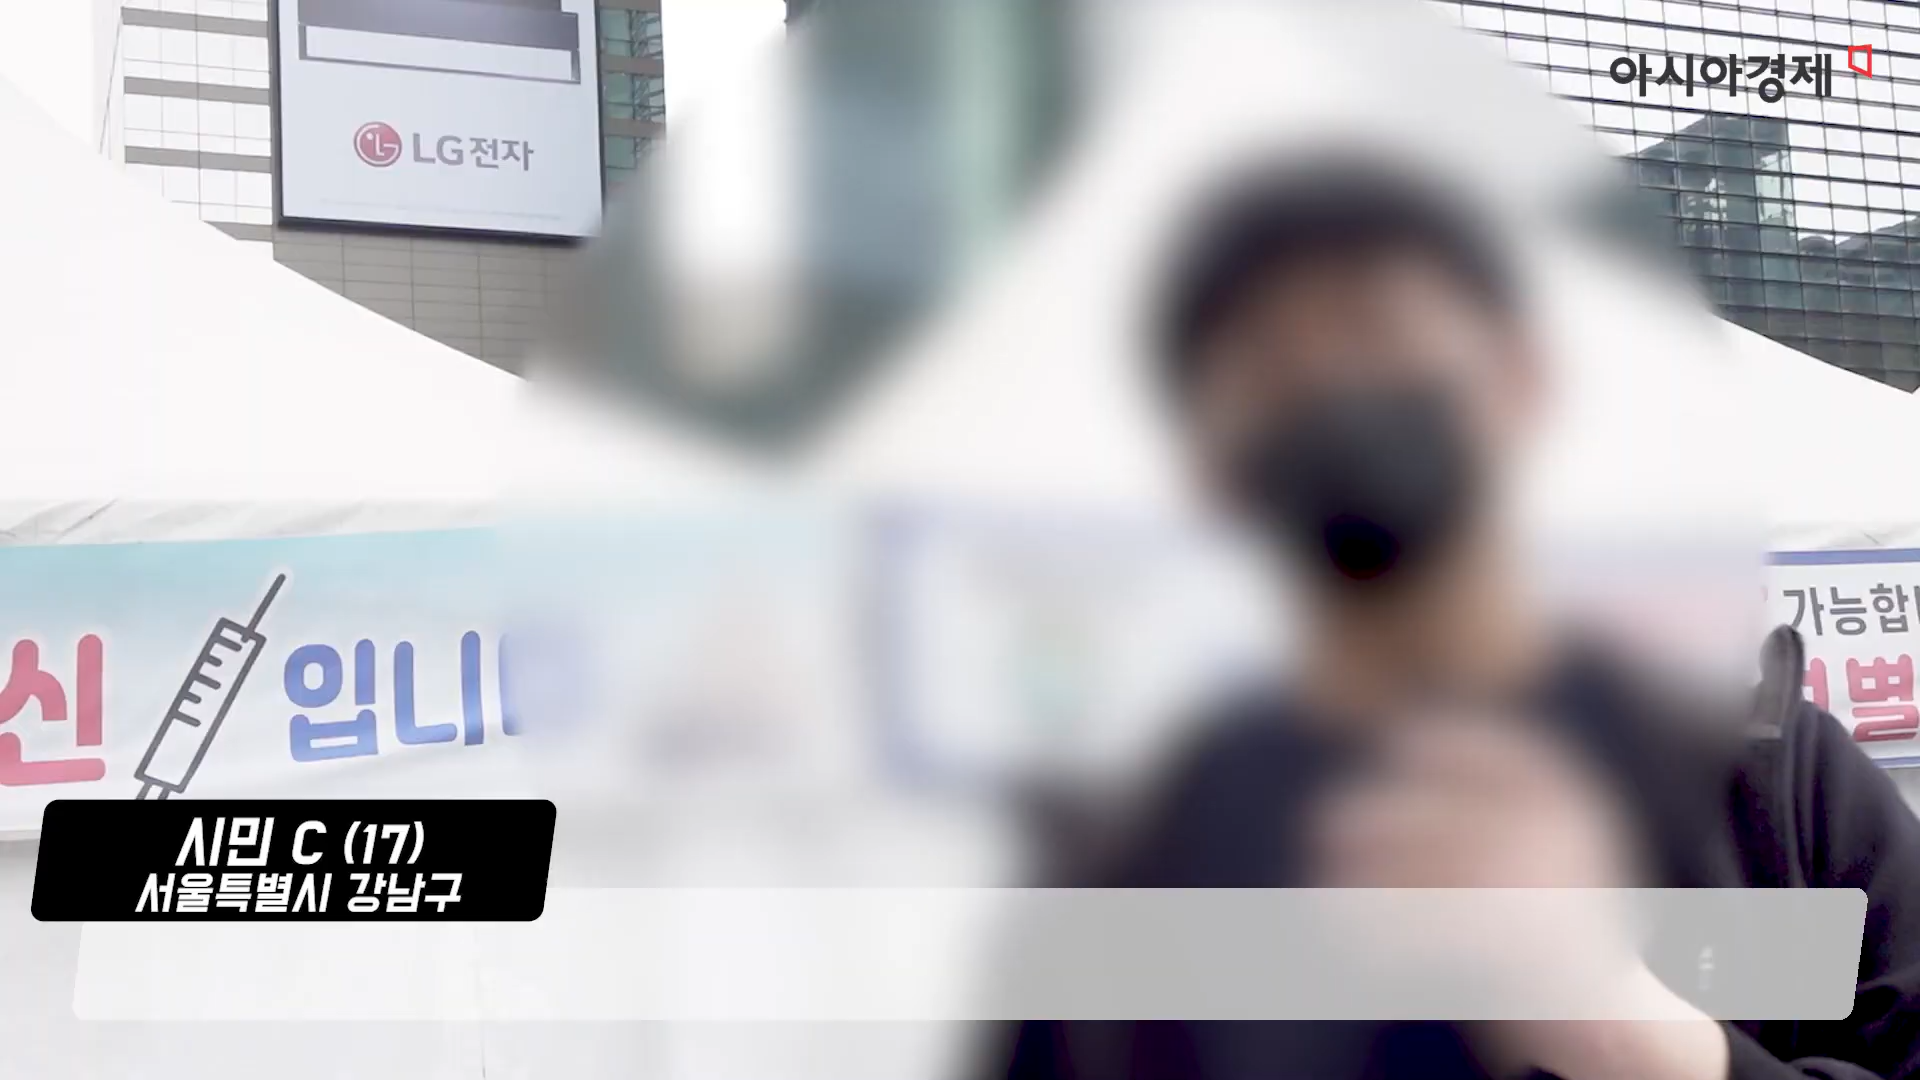 아시아경제
LG전자
신 입니
가능합
별
시민 C (17)
서울특별시 강남구